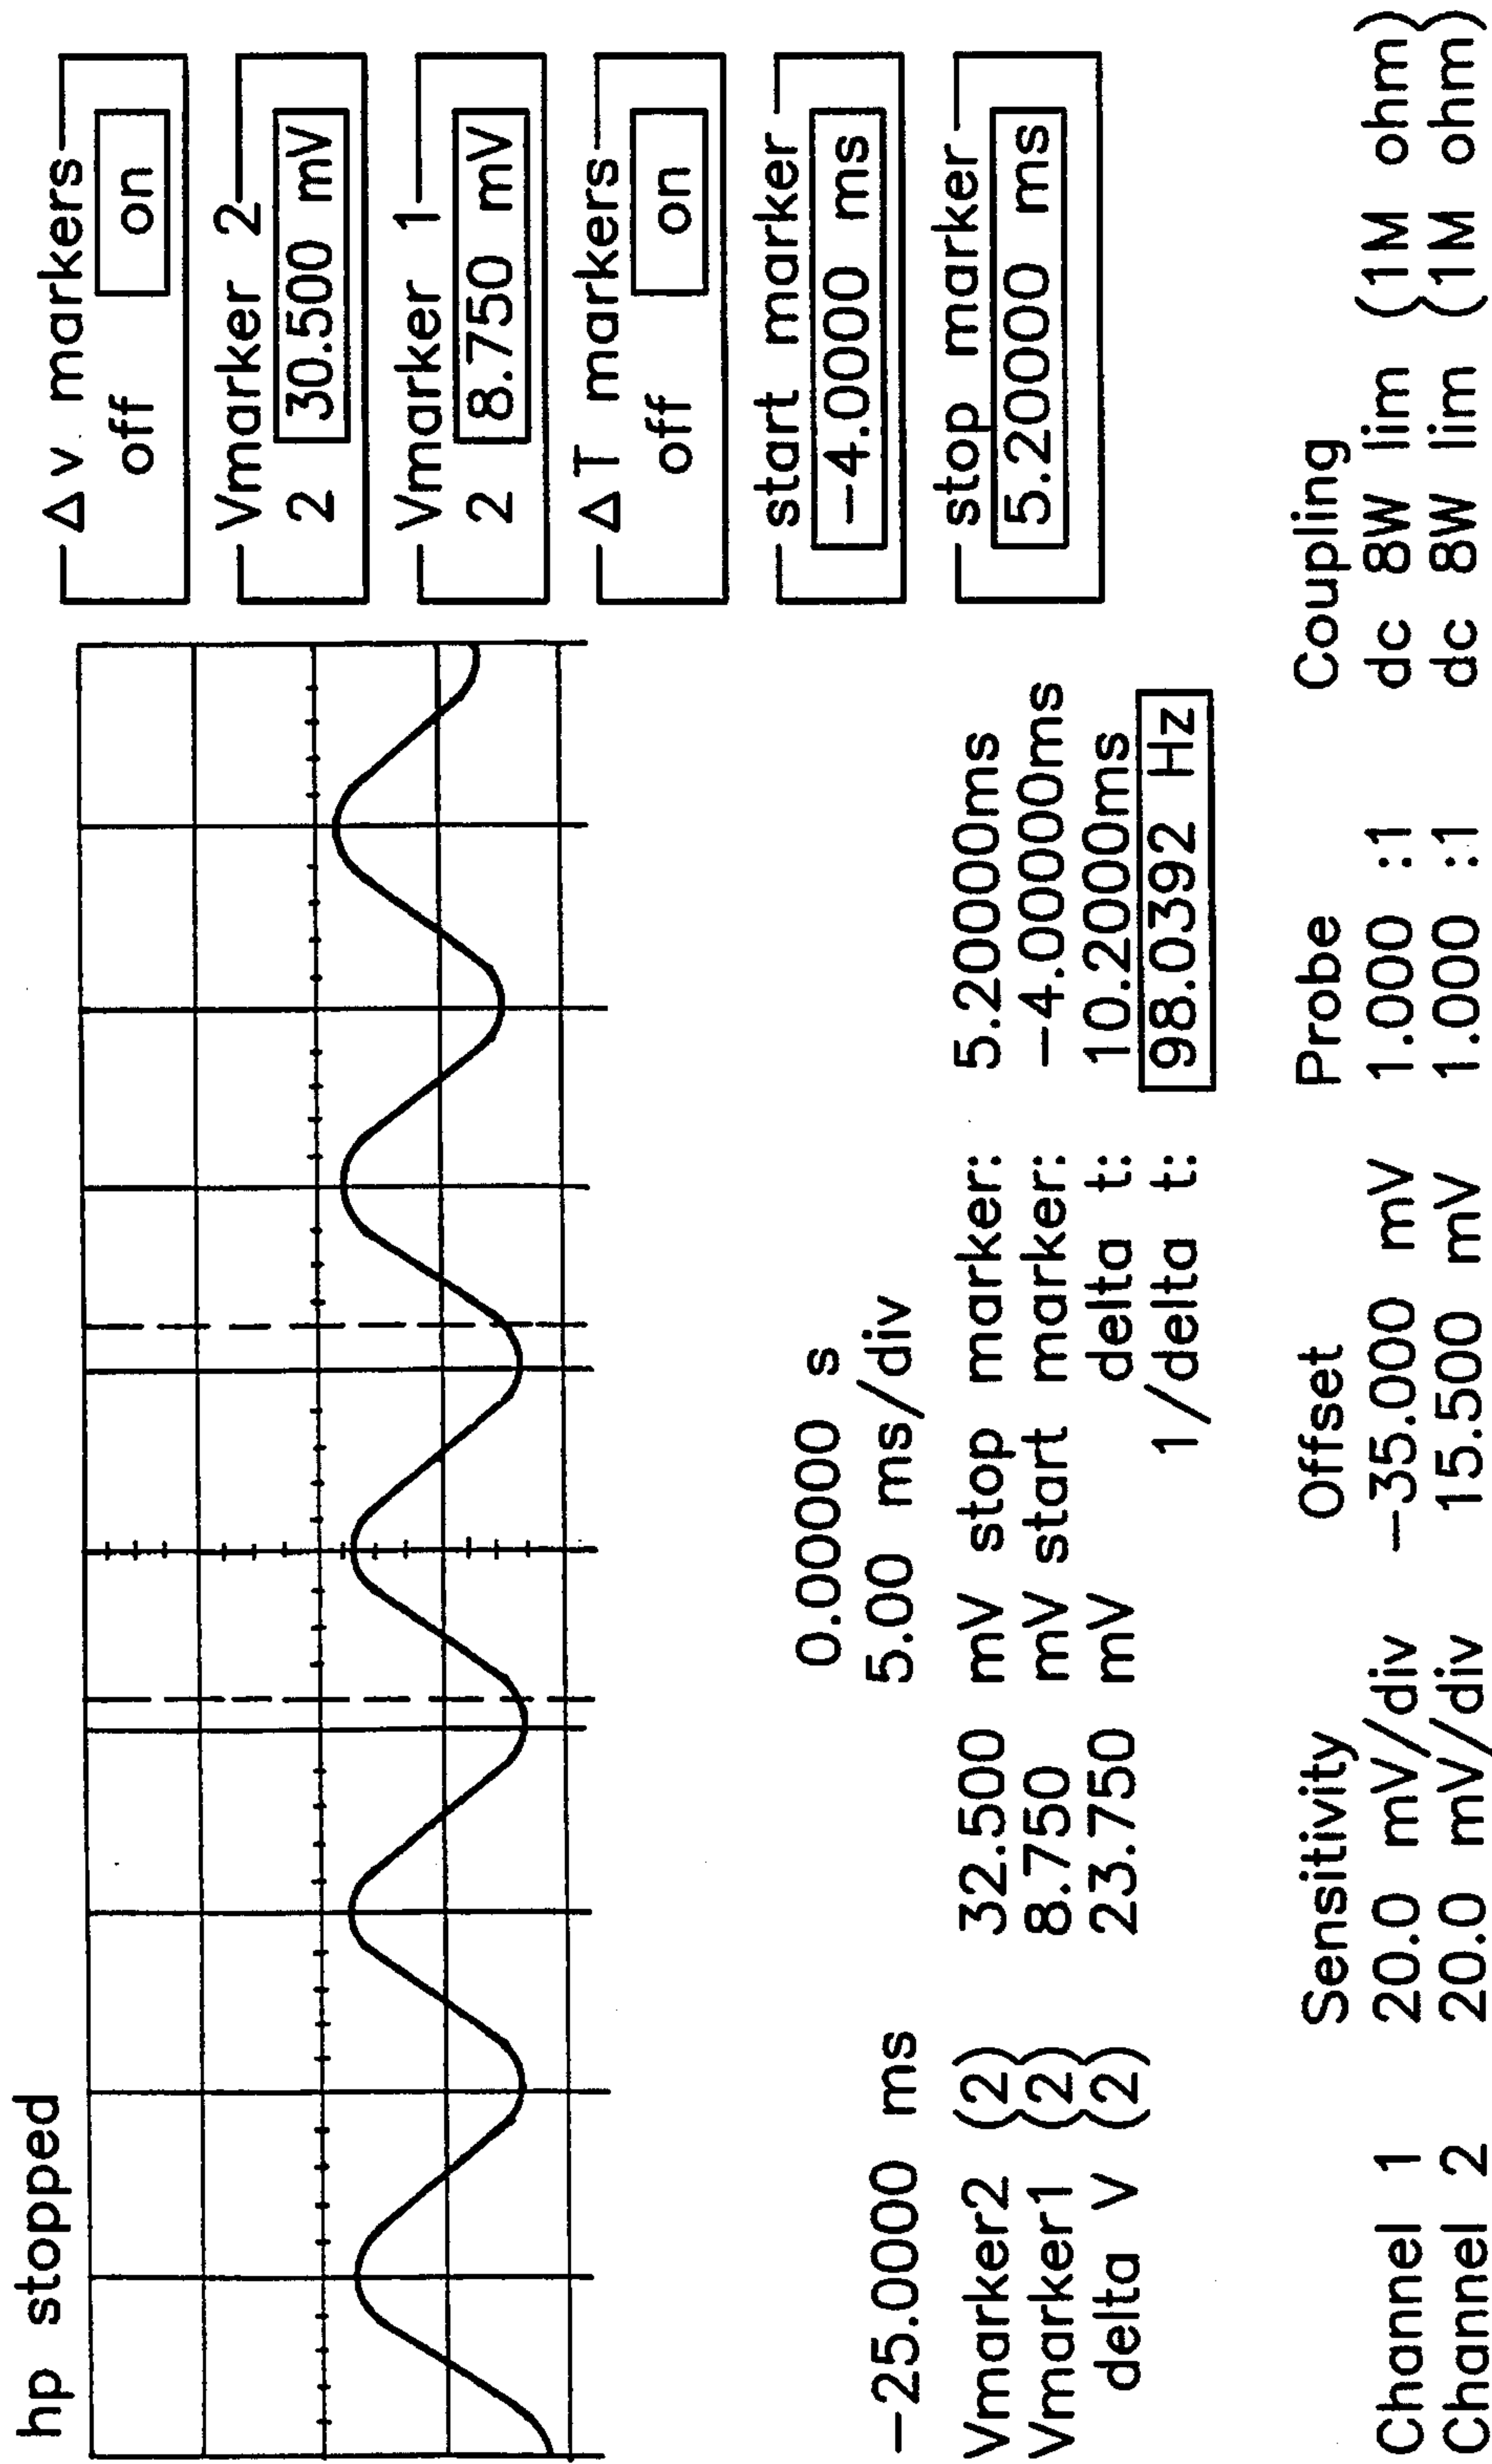 hp stopped
Δv markers
off on
Vmarker 2
2 30.500 mV
Vmarker 1
2 8.750 mV
ΔT markers
off on
start marker
-4.0000 ms
stop marker
5.20000 ms
-25.0000 ms 0.00000 s
5.00 ms/div
Vmarker2 (2) 32.500 mV stop marker: 5.20000ms
Vmarker1 (2) 8.750 mV start marker: -4.00000ms
delta V (2) 23.750 mV delta t: 10.2000ms
1/delta t: 98.0392 Hz
Sensitivity Offset Probe Coupling
Channel 1 20.0 mV/div -35.000 mV 1.000 :1 dc 8W lim (1M ohm)
Channel 2 20.0 mV/div 15.500 mV 1.000 :1 dc 8W lim (1M ohm)